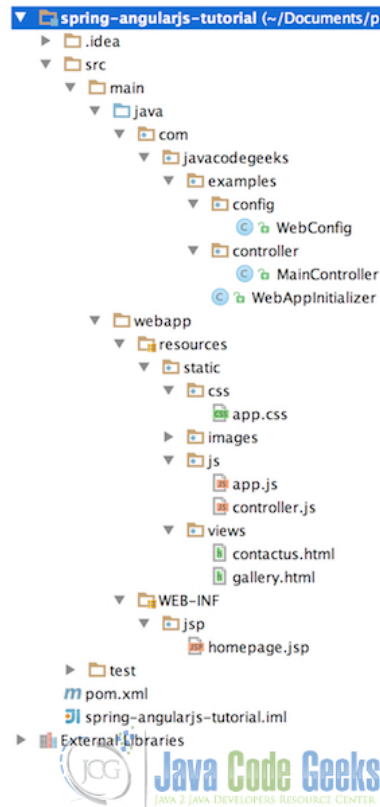 spring-angularjs-tutorial (~/Documents/p
.idea
src
main
java
com
javacodegeeks
examples
config
WebConfig
controller
MainController
WebAppInitializer
webapp
resources
static
css
app.css
images
js
app.js
controller.js
views
contactus.html
gallery.html
WEB-INF
jsp
homepage.jsp
test
pom.xml
spring-angularjs-tutorial.iml
External Libraries
JCG
Java Code Geeks
JAVA 2 JAVA DEVELOPERS RESOURCE CENTER